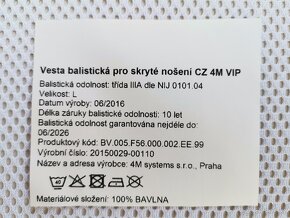 Vesta balistická pro skryté nošení CZ 4M VIP
Balistická odolnost: třída IIIA dle NIJ 0101.04
Velikost: L
Datum výroby: 06/2016
Délka záruky balistické odolnosti: 10 let
Balistická odolnost garantována nejdéle do:
06/2026
Produktový kód: BV.005.F56.000.002.EE.99
Výrobní číslo: 20150029-00110
Název a adresa výrobce: 4M systems s.r.o., Praha
Materiálové složení: 100% BAVLNA